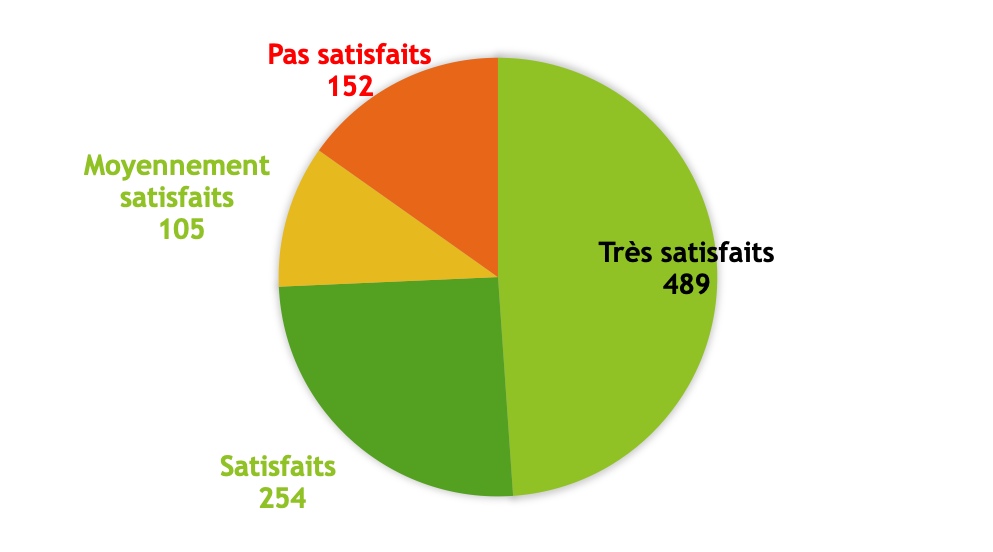 Pas satisfaits
152
Moyennement
satisfaits
105
Très satisfaits
489
Satisfaits
254